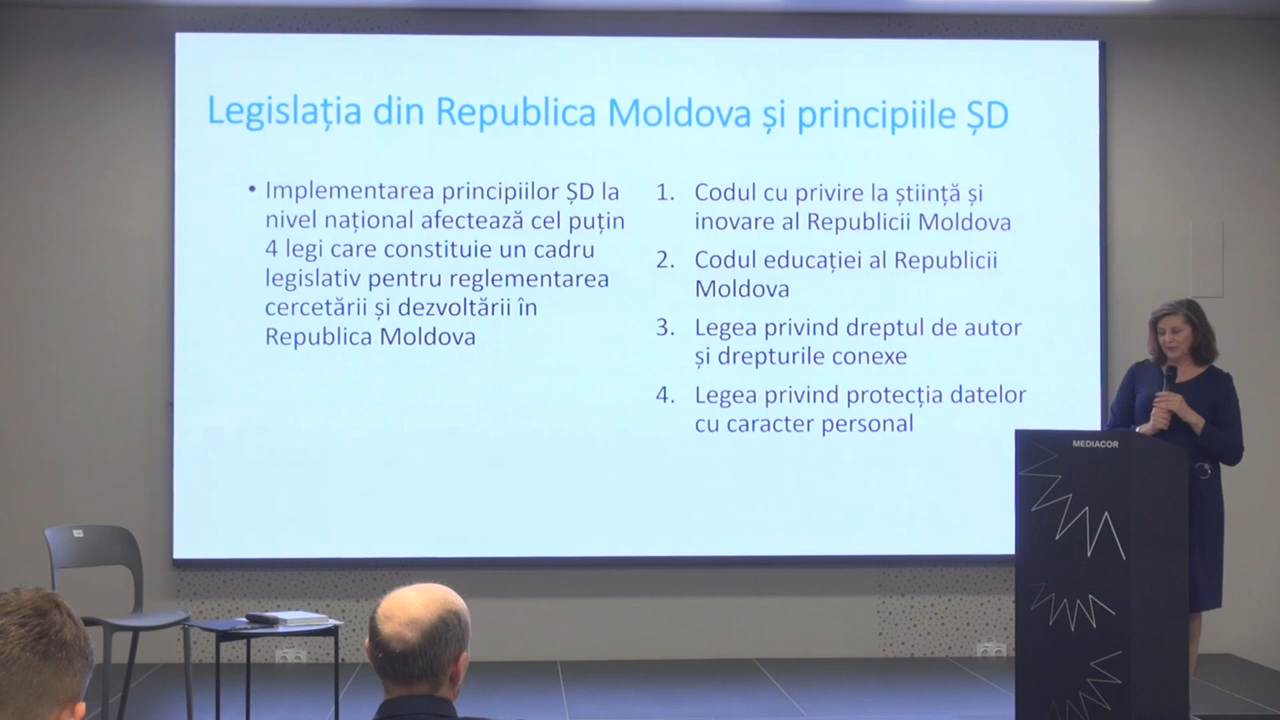 Legislația din Republica Moldova și principiile ȘD
• Implementarea principiilor ȘD la
nivel național afectează cel puțin
4 legi care constituie un cadru
legislativ pentru reglementarea
cercetării și dezvoltării în
Republica Moldova
1. Codul cu privire la știință și
inovare al Republicii Moldova
2. Codul educației al Republicii
Moldova
3. Legea privind dreptul de autor
și drepturile conexe
4. Legea privind protecția datelor
cu caracter personal
MEDIACOR